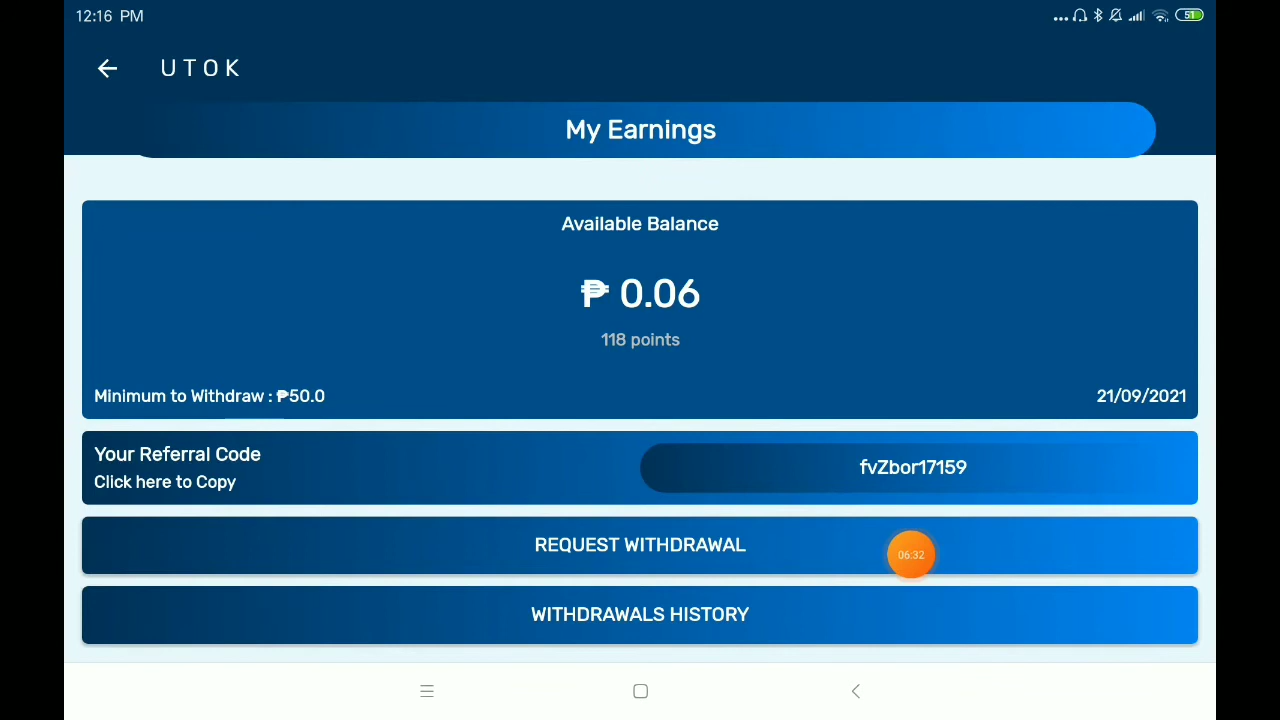 12:16 PM
51
UTOK
My Earnings
Available Balance
₱ 0.06
118 points
Minimum to Withdraw : ₱50.0
21/09/2021
Your Referral Code
Click here to Copy
fvZbor17159
REQUEST WITHDRAWAL
06:32
WITHDRAWALS HISTORY